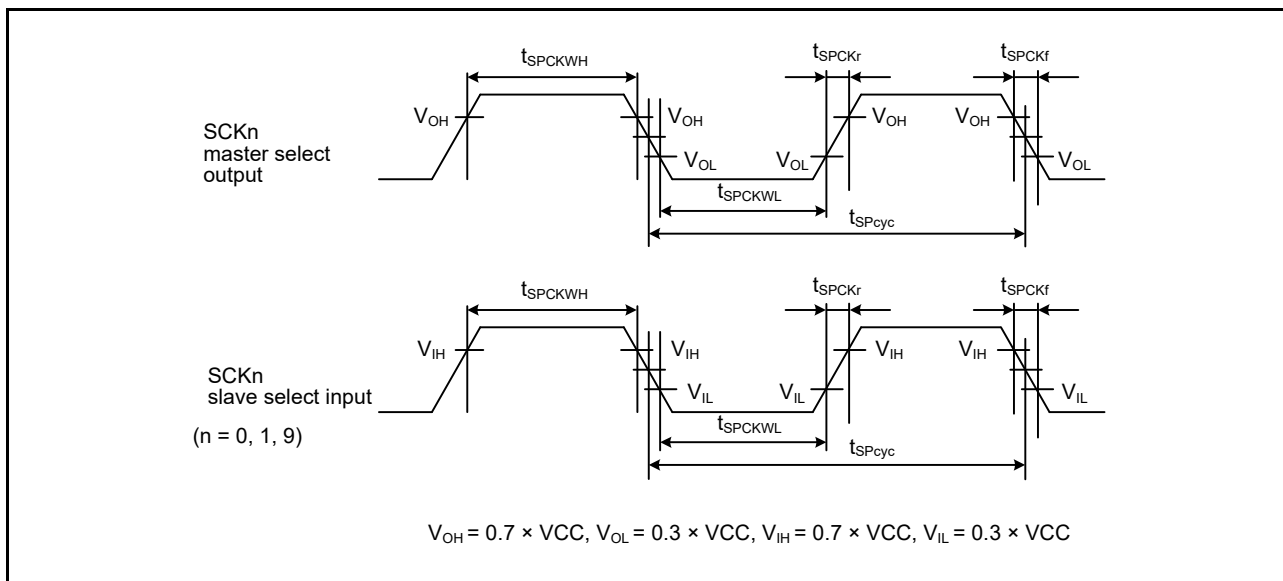 tSPCKWH
tSPCKr
tSPCKf
SCKn
master select
output
VOH
VOH
VOL
VOL
VOH
VOH
VOL
tSPCKWL
tSPcyc
tSPCKWH
tSPCKr
tSPCKf
SCKn
slave select input
(n = 0, 1, 9)
VIH
VIH
VIL
VIL
VIH
VIH
VIL
tSPCKWL
tSPcyc
VOH = 0.7 × VCC, VOL = 0.3 × VCC, VIH = 0.7 × VCC, VIL = 0.3 × VCC